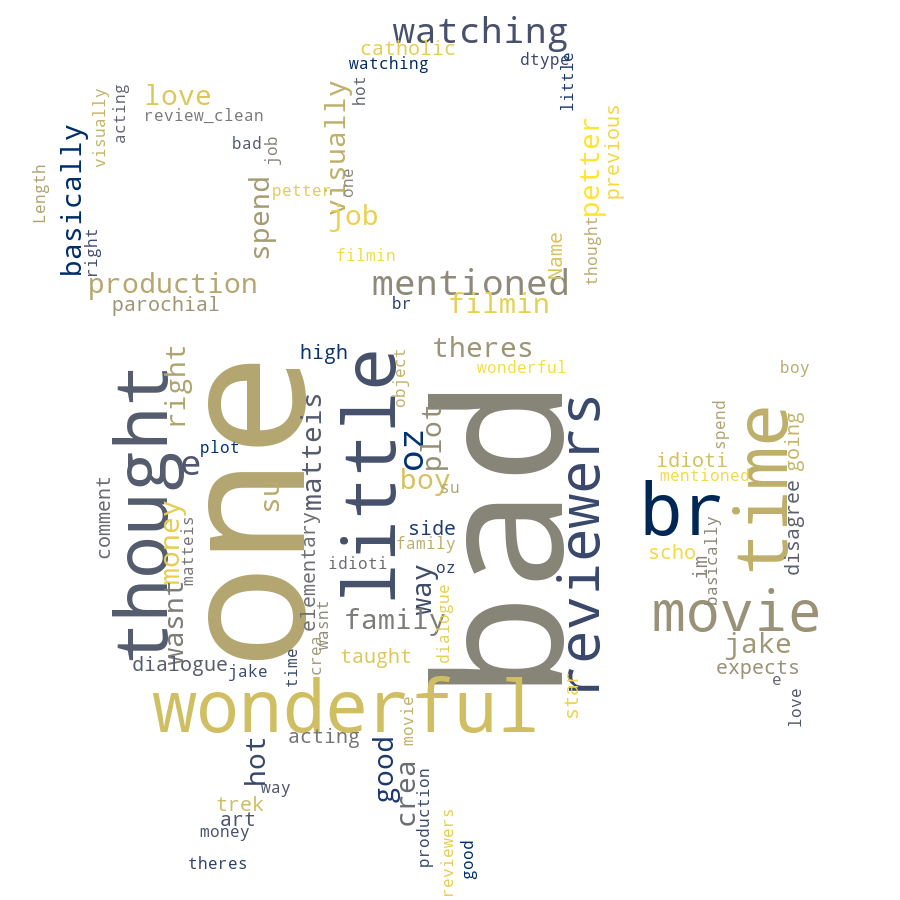 watching
catholic
watching
dtype
little
hot
visually
acting
love
review_clean
visually
bad
job
basically
petter
previous
Length
spend
petter
one
job
right
filmin
Name
thought
production
mentioned
parochial
br
filmin
high
theres
wonderful
boy
right
object
little
one
thought
bad
reviewers
matteis
plot
oz
plot
e
time
going
spend
idioti
mentioned
su
boy
su
br
comment
money
matteis
side
family
disagree
elementary
idioti
oz
way
scho
im
basically
wasnt
wasnt
family
dialogue
movie
crea
taught
jake
dialogue
jake
time
expects
e
star
love
wonderful
movie
acting
hot
good
crea
way
trek
art
production
money
reviewers
good
theres